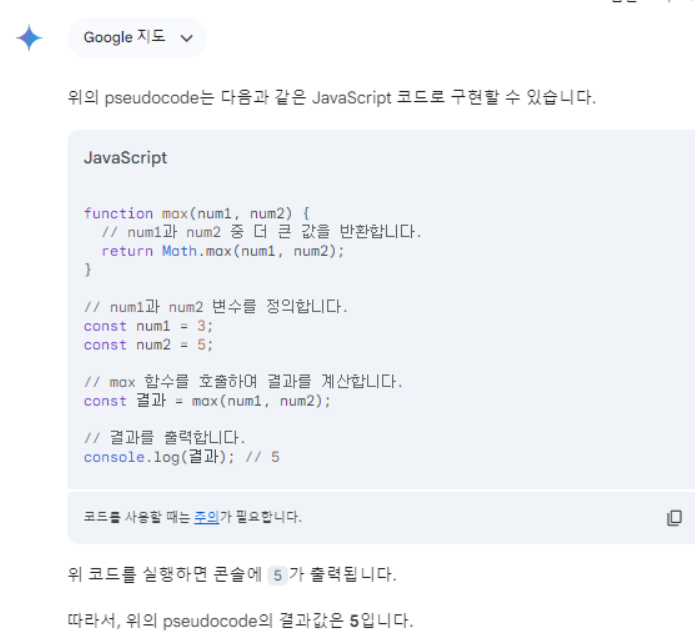 Google 지도
위의 pseudocode는 다음과 같은 JavaScript 코드로 구현할 수 있습니다.
JavaScript
function max(num1, num2) {
// num1과 num2 중 더 큰 값을 반환합니다.
return Math.max(num1, num2);
}
// num1과 num2 변수를 정의합니다.
const num1 = 3;
const num2 = 5;
// max 함수를 호출하여 결과를 계산합니다.
const 결과 = max(num1, num2);
// 결과를 출력합니다.
console.log(결과); // 5
코드를 사용할 때는 주의가 필요합니다.
위 코드를 실행하면 콘솔에 5 가 출력됩니다.
따라서, 위의 pseudocode의 결과값은 5입니다.